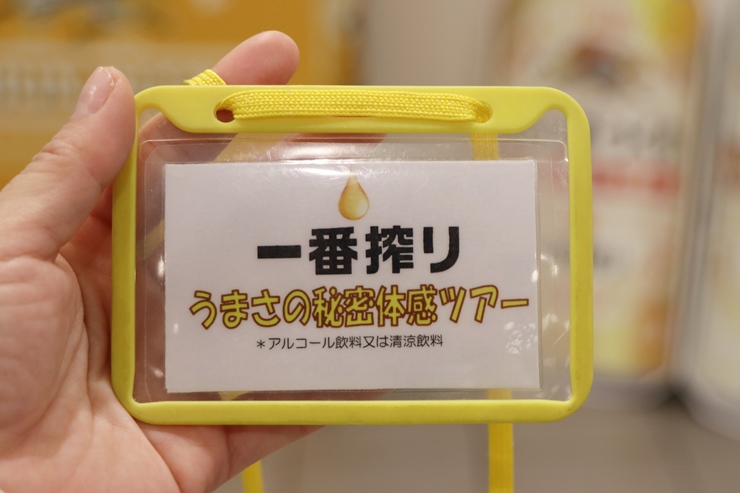 一番搾り
うまさの秘密体感ツアー
＊アルコール飲料又は清涼飲料